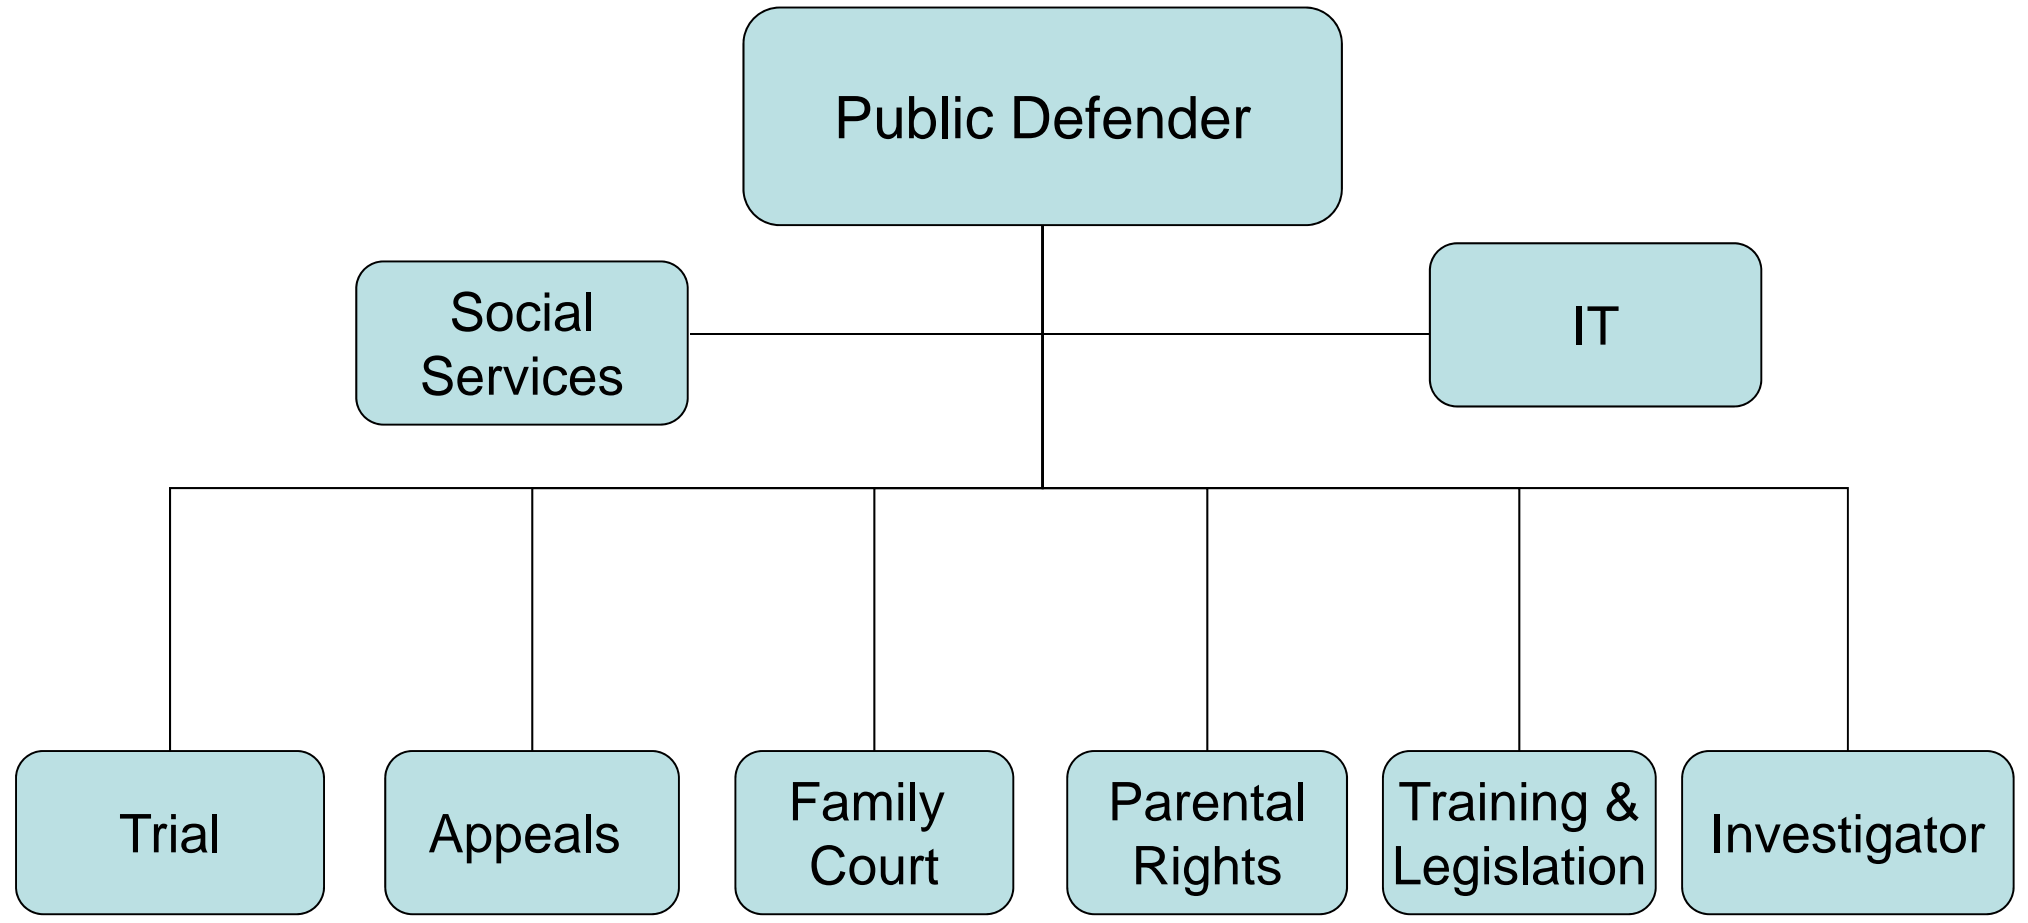 Public Defender
Social
Services
IT
Trial
Appeals
Family
Court
Parental
Rights
Training &
Legislation
Investigator